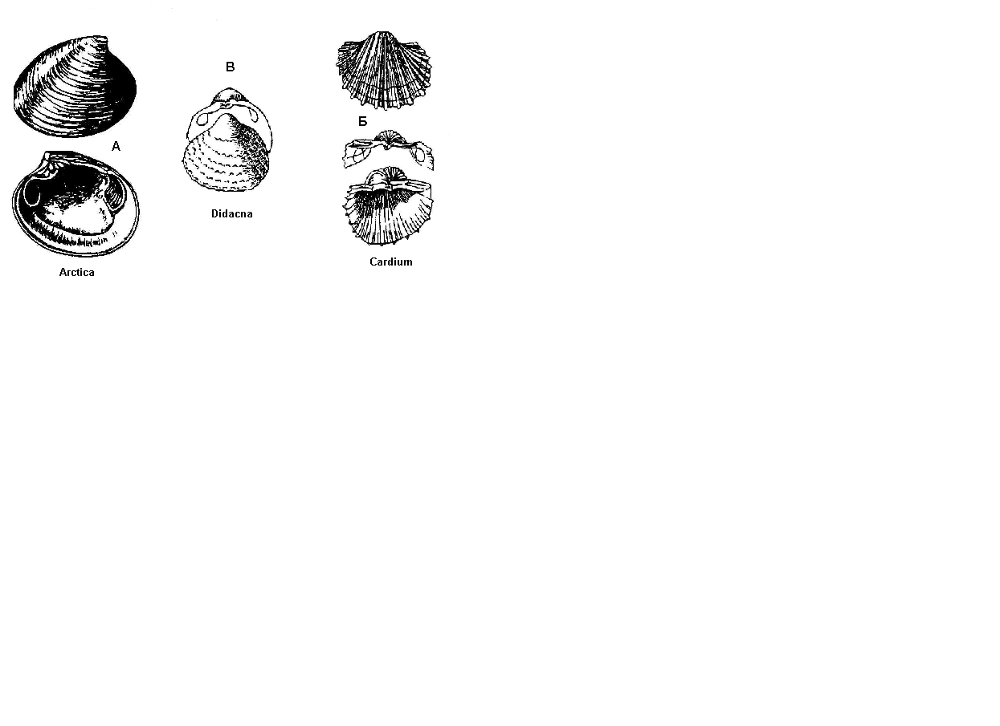 В
Б
А
Didacna
Cardium
Arctica